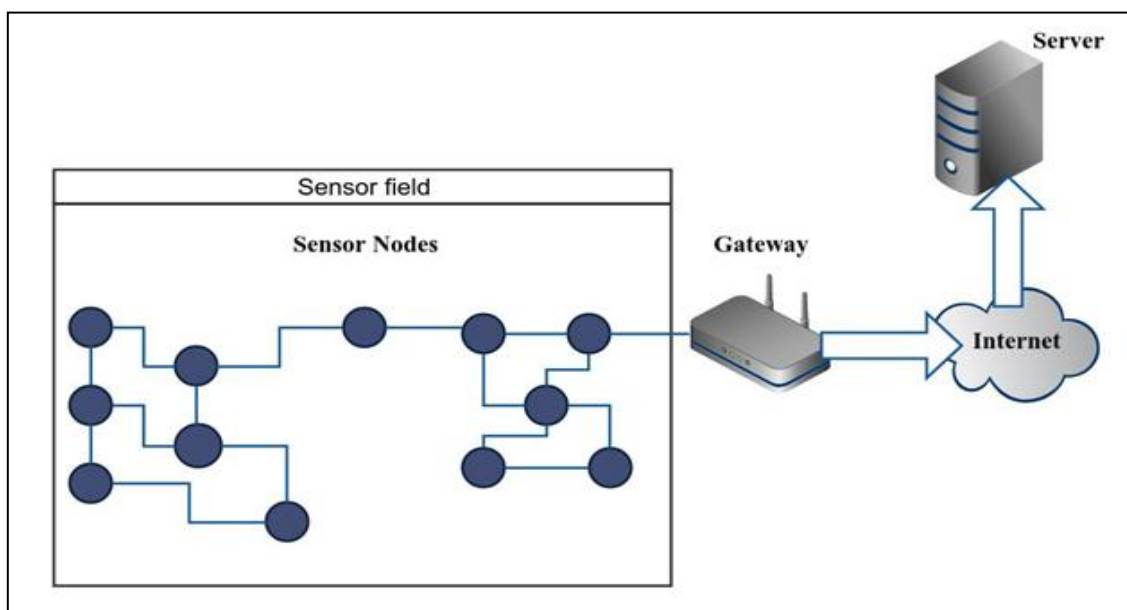 Server
Sensor field
Sensor Nodes
Gateway
Internet